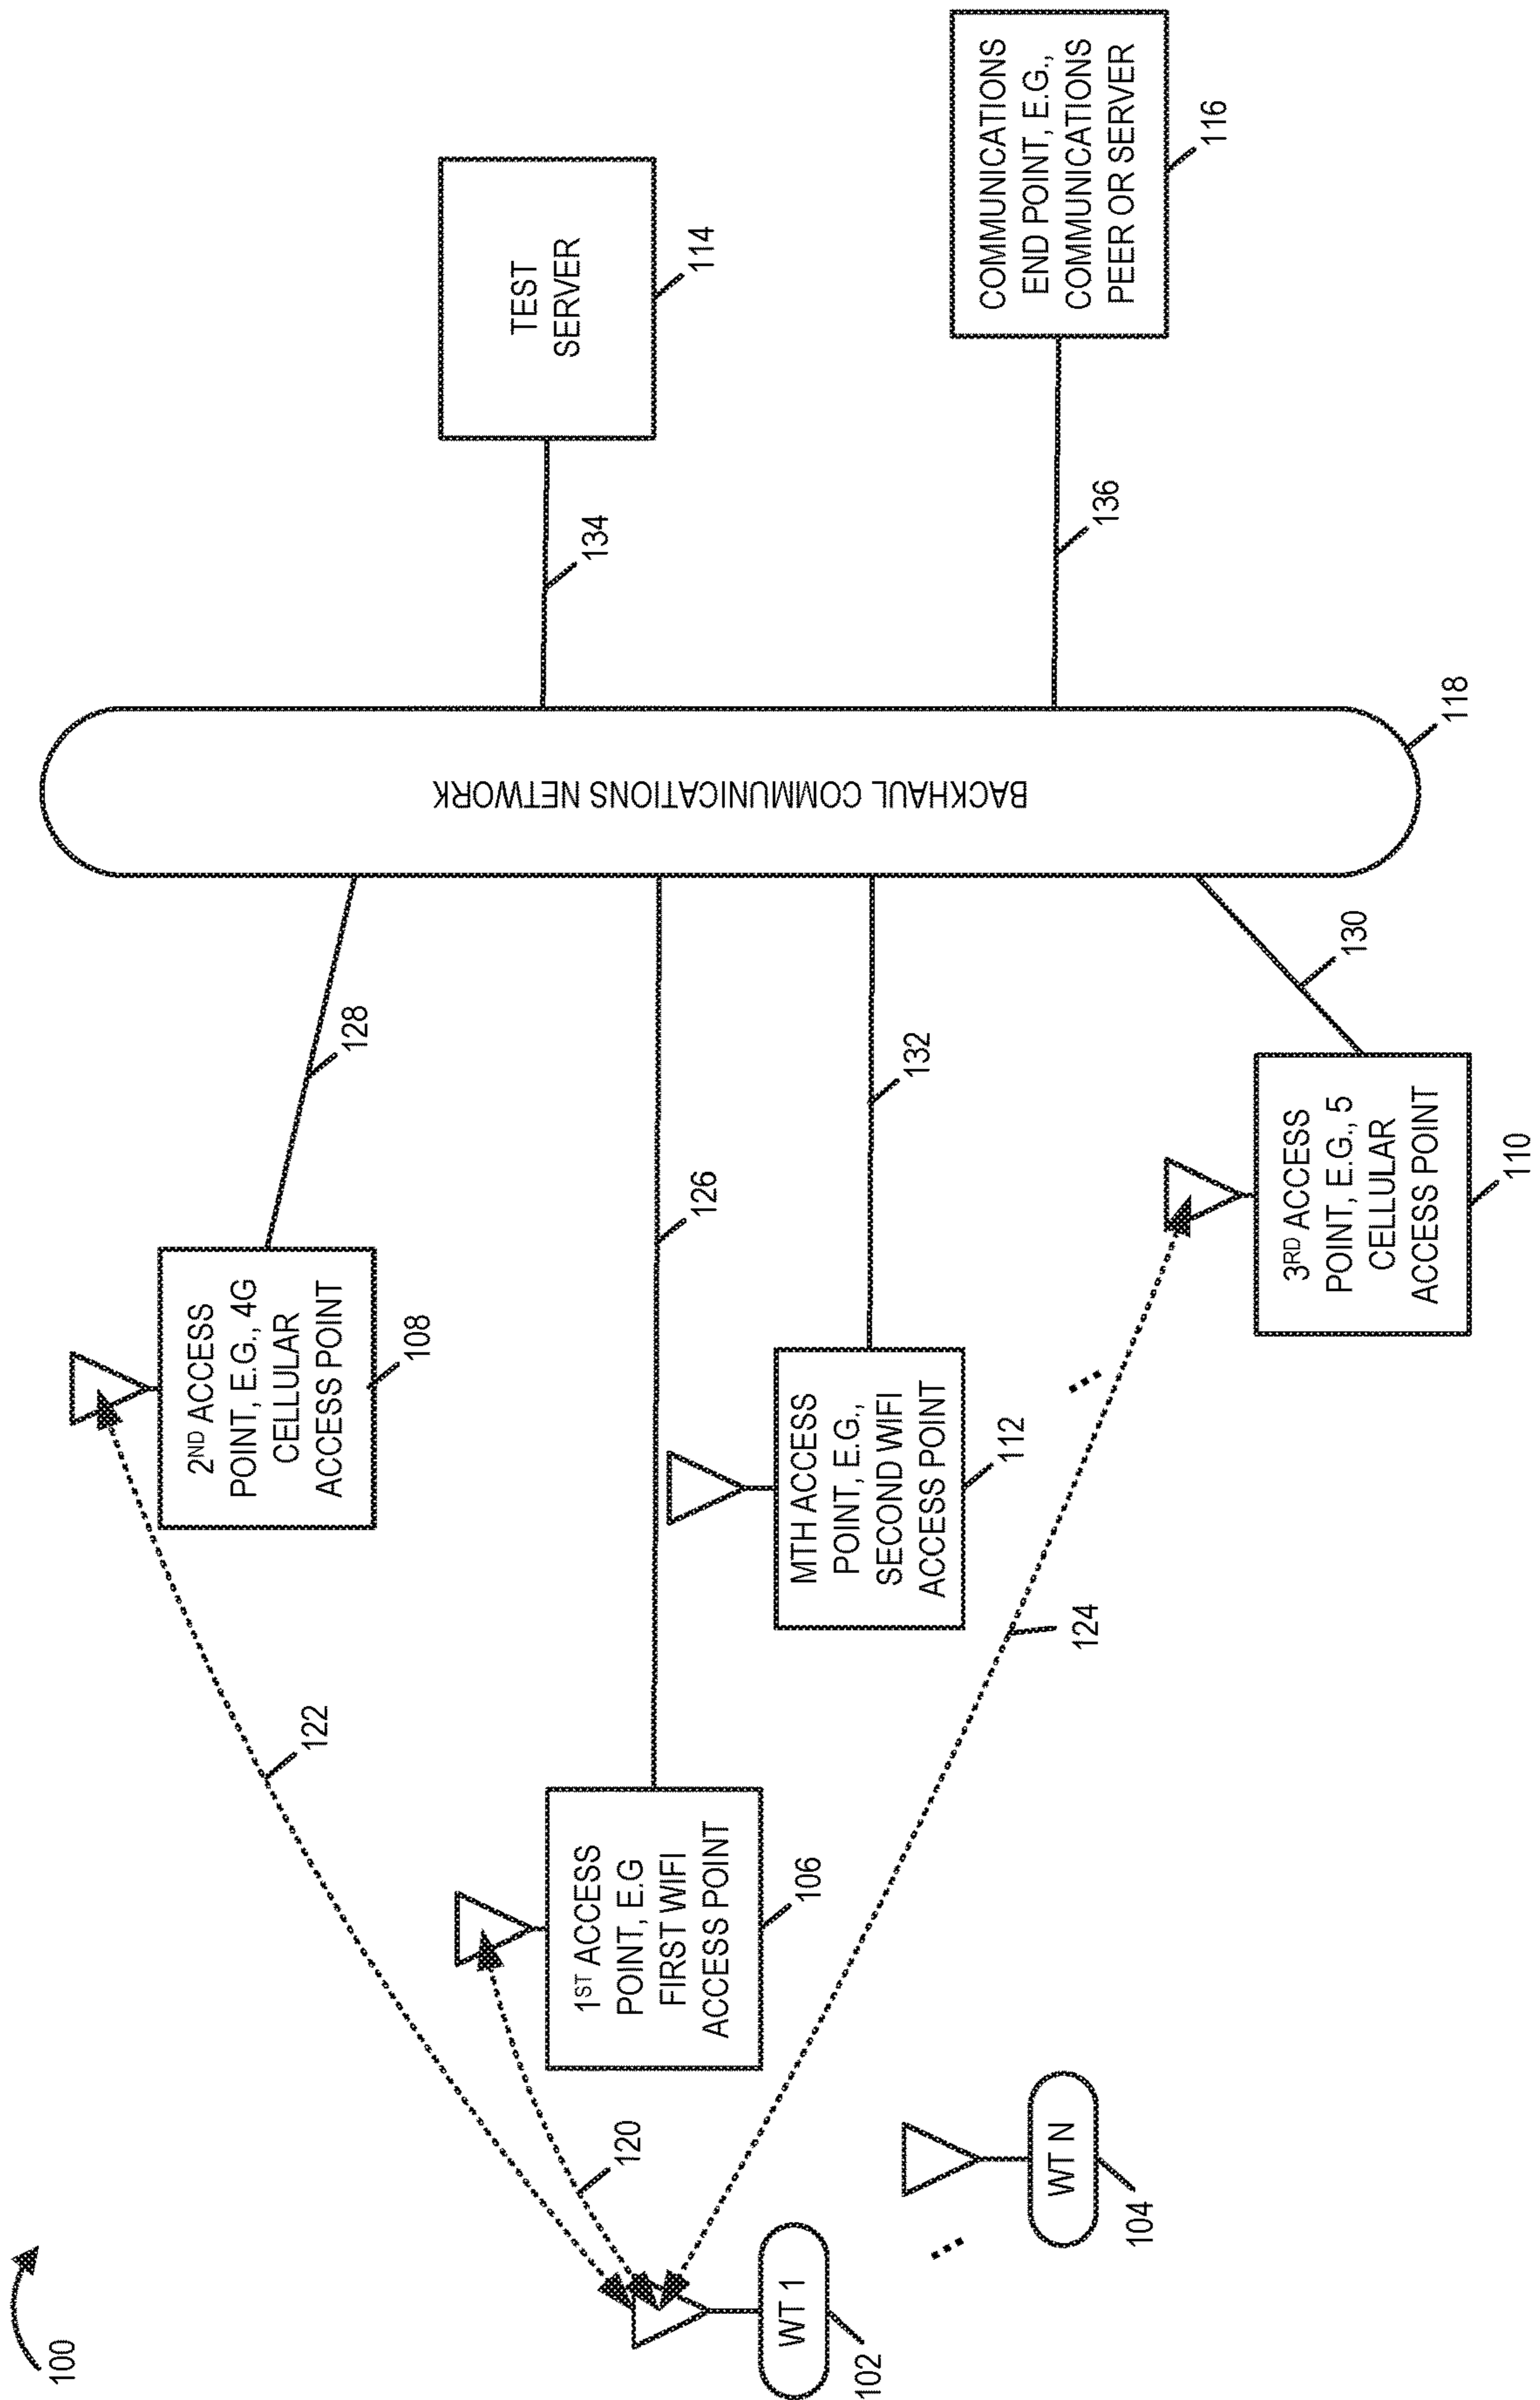 100
122
2ND ACCESS
POINT, E.G., 4G
CELLULAR
ACCESS POINT
108
128
TEST
SERVER
114
134
120
1ST ACCESS
POINT, E.G
FIRST WIFI
ACCESS POINT
106
126
BACKHAUL COMMUNICATIONS NETWORK
118
WT 1
102
WT N
104
MTH ACCESS
POINT, E.G.,
SECOND WIFI
ACCESS POINT
112
132
124
3RD ACCESS
POINT, E.G., 5
CELLULAR
ACCESS POINT
110
130
136
COMMUNICATIONS
END POINT, E.G.,
COMMUNICATIONS
PEER OR SERVER
116